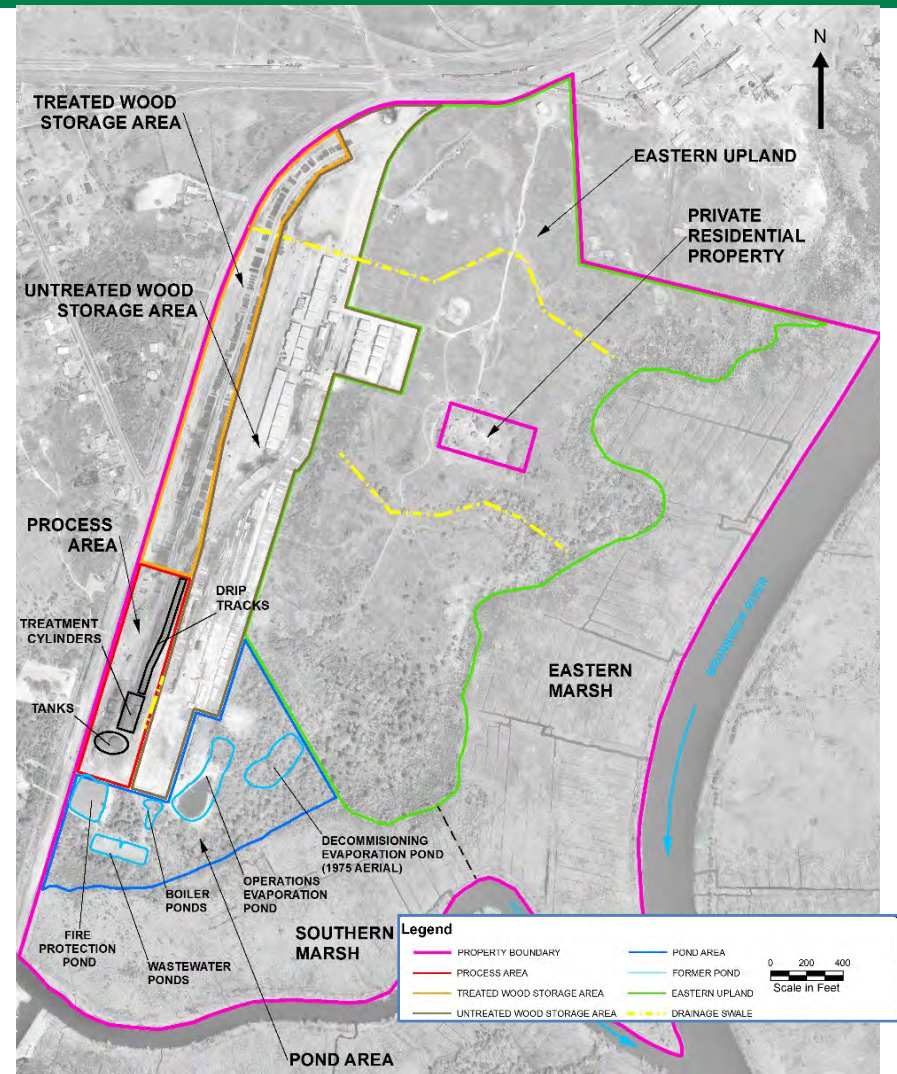 N
TREATED WOOD
STORAGE AREA
EASTERN UPLAND
PRIVATE
RESIDENTIAL
PROPERTY
UNTREATED WOOD
STORAGE AREA
PROCESS
AREA
DRIP
TRACKS
TREATMENT
CYLINDERS
TANKS
BRUNSWICK RIVER
EASTERN
MARSH
DECOMMISIONING
EVAPORATION POND
(1975 AERIAL)
BOILER
PONDS
OPERATIONS
EVAPORATION
POND
FIRE
PROTECTION
POND
WASTEWATER
PONDS
SOUTHERN
MARSH
POND AREA
Legend
PROPERTY BOUNDARY
PROCESS AREA
TREATED WOOD STORAGE AREA
UNTREATED WOOD STORAGE AREA
POND AREA
FORMER POND
EASTERN UPLAND
DRAINAGE SWALE
0 200 400
Scale in Feet